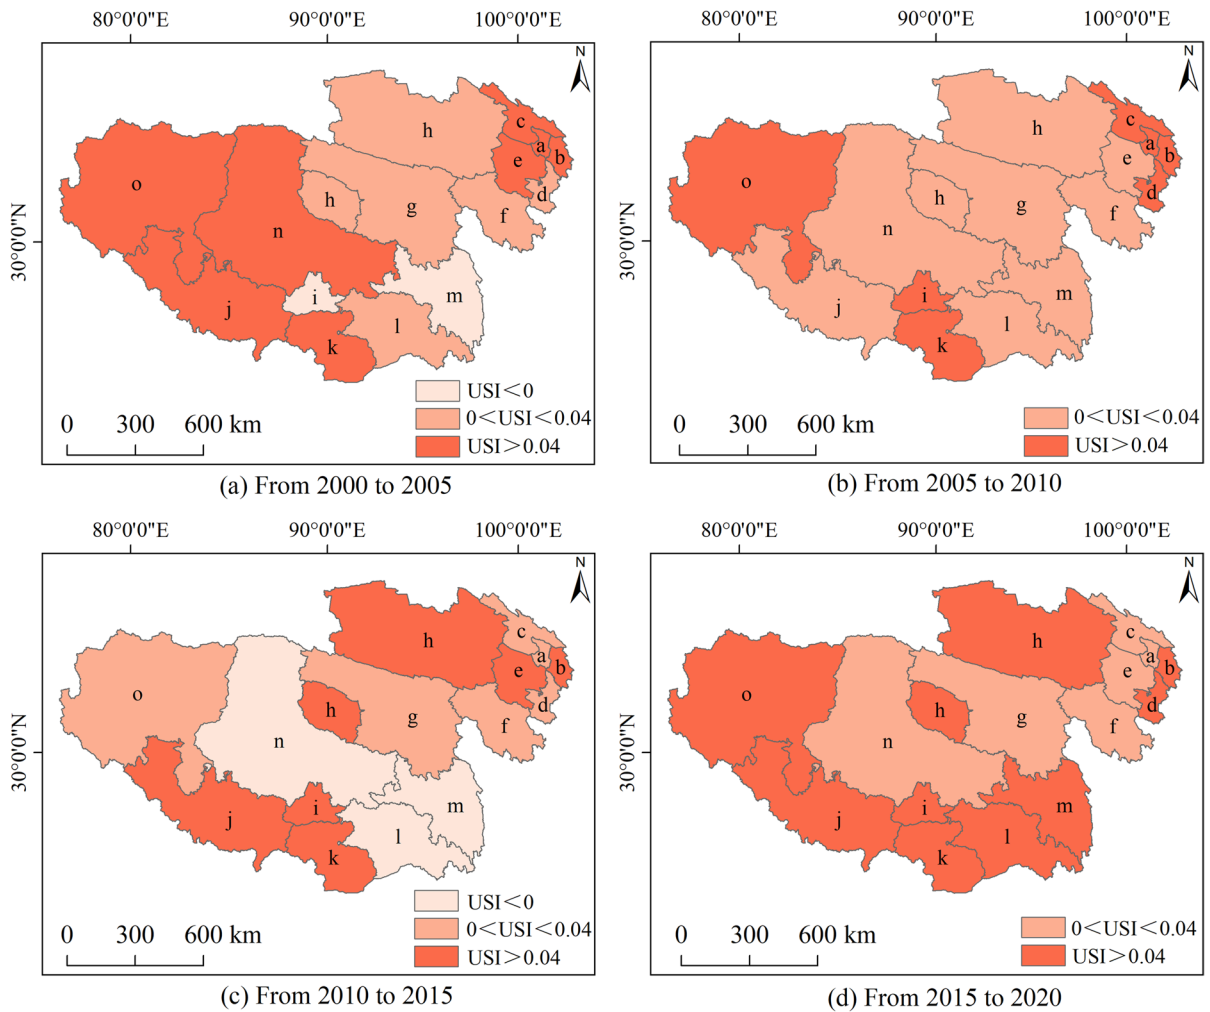 80°0'0"E 90°0'0"E 100°0'0"E
80°0'0"E 90°0'0"E 100°0'0"E
30°0'0"N
N
c
a
b
e
h
d
o
h
g
f
n
i
m
j
l
k
USI<0
0<USI<0.04
USI>0.04
0 300 600 km
(a) From 2000 to 2005
30°0'0"N
N
c
a
b
e
h
d
o
h
g
f
n
i
m
j
l
k
0<USI<0.04
USI>0.04
0 300 600 km
(b) From 2005 to 2010
80°0'0"E 90°0'0"E 100°0'0"E
80°0'0"E 90°0'0"E 100°0'0"E
30°0'0"N
N
c
a
b
e
h
d
o
h
g
f
n
i
m
j
l
k
USI<0
0<USI<0.04
USI>0.04
0 300 600 km
(c) From 2010 to 2015
30°0'0"N
N
c
a
b
e
h
d
o
h
g
f
n
i
m
j
l
k
0<USI<0.04
USI>0.04
0 300 600 km
(d) From 2015 to 2020